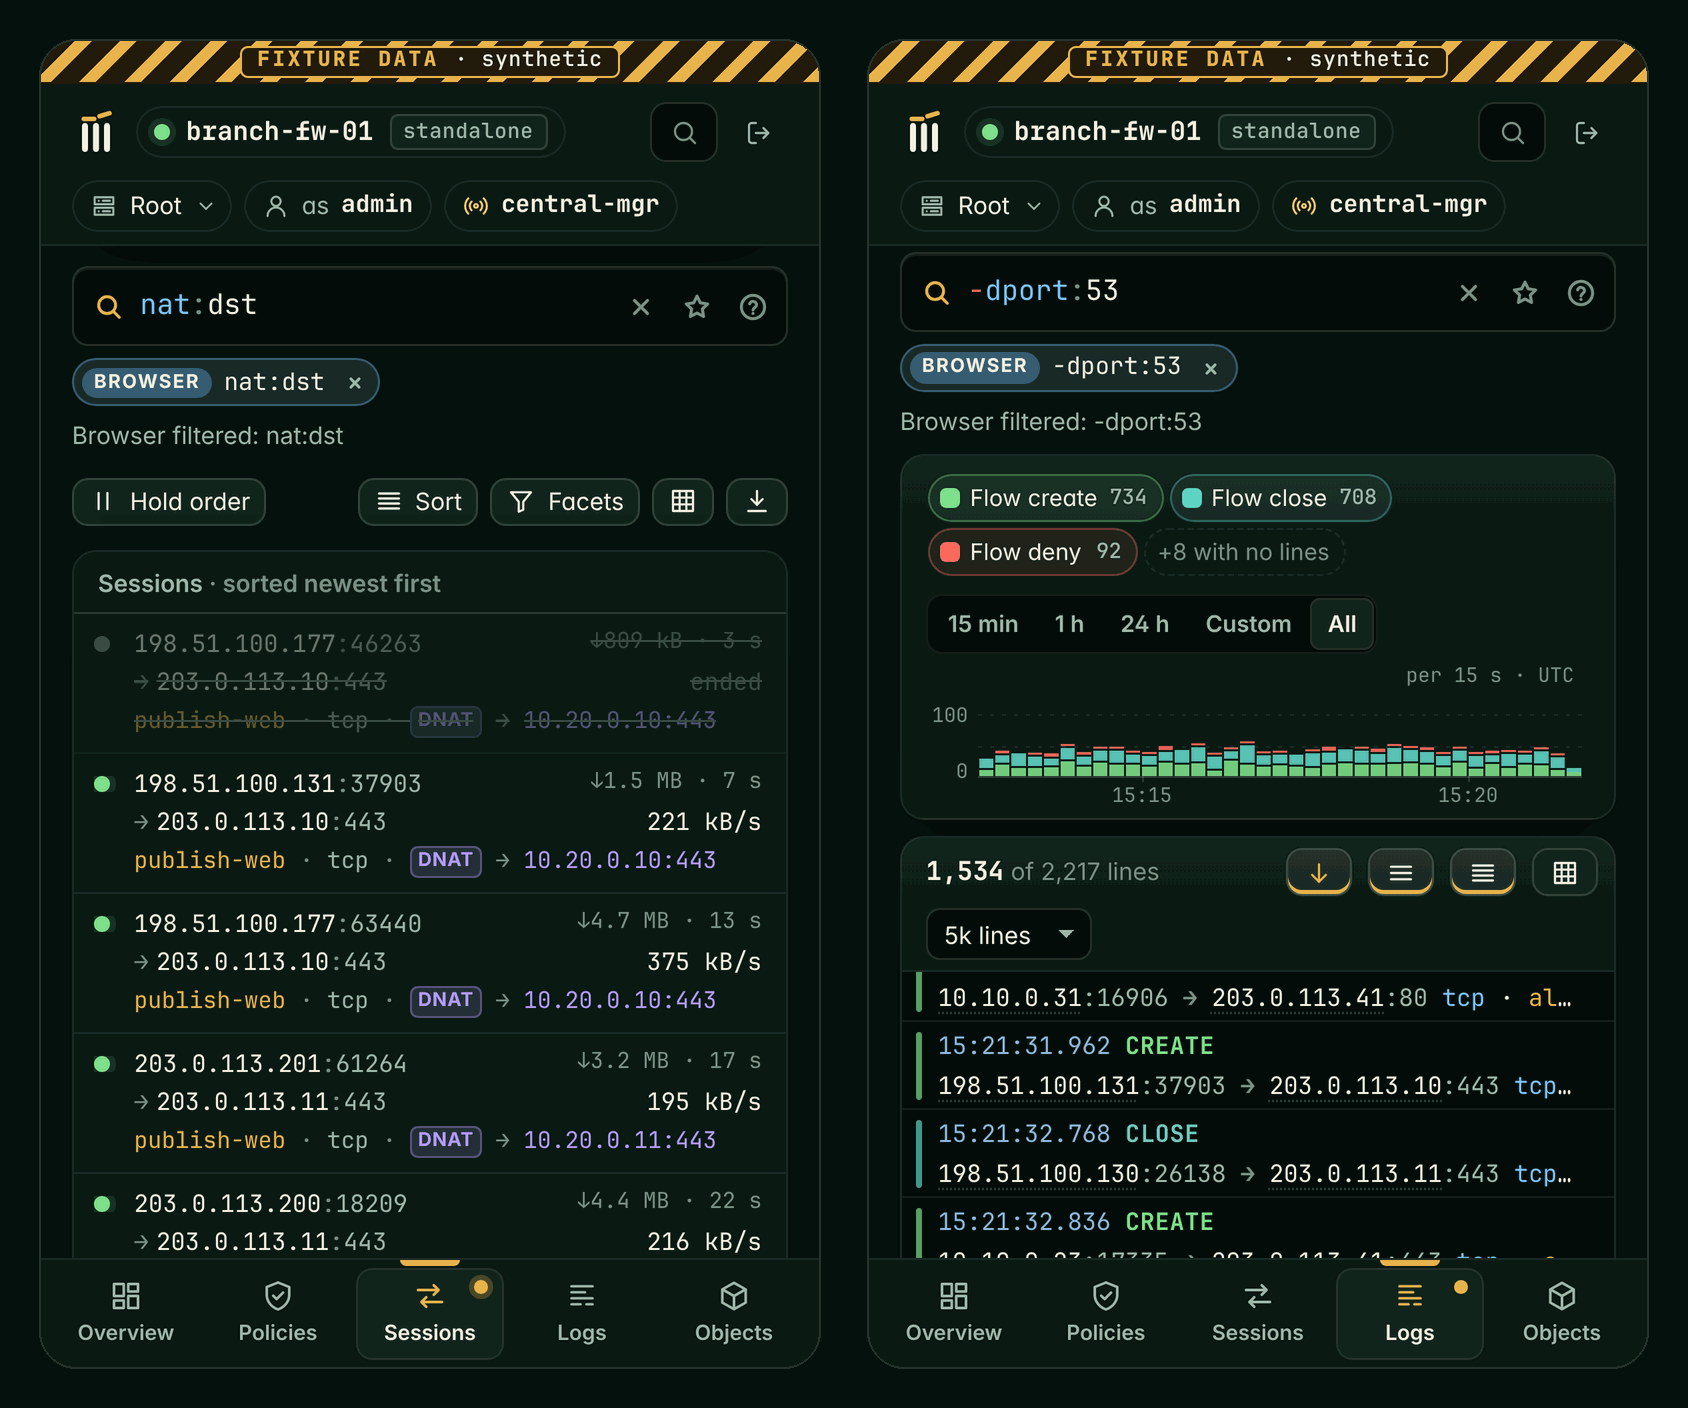 FIXTURE DATA · synthetic
branch-fw-01 standalone
Root as admin central-mgr
nat:dst
BROWSER nat:dst ×
Browser filtered: nat:dst
Hold order Sort Facets
Sessions · sorted newest first
198.51.100.177:46263 ↓809 kB · 3 s
→ 203.0.113.10:443 ended
publish-web · tcp · DNAT → 10.20.0.10:443
198.51.100.131:37903 ↓1.5 MB · 7 s
→ 203.0.113.10:443 221 kB/s
publish-web · tcp · DNAT → 10.20.0.10:443
198.51.100.177:63440 ↓4.7 MB · 13 s
→ 203.0.113.10:443 375 kB/s
publish-web · tcp · DNAT → 10.20.0.10:443
203.0.113.201:61264 ↓3.2 MB · 17 s
→ 203.0.113.11:443 195 kB/s
publish-web · tcp · DNAT → 10.20.0.11:443
203.0.113.200:18209 ↓4.4 MB · 22 s
→ 203.0.113.11:443 216 kB/s
Overview Policies Sessions Logs Objects
FIXTURE DATA · synthetic
branch-fw-01 standalone
Root as admin central-mgr
-dport:53
BROWSER -dport:53 ×
Browser filtered: -dport:53
Flow create 734 Flow close 708
Flow deny 92 +8 with no lines
15 min 1 h 24 h Custom All
per 15 s · UTC
100
0
15:15 15:20
1,534 of 2,217 lines
5k lines
10.10.0.31:16906 → 203.0.113.41:80 tcp · al…
15:21:31.962 CREATE
198.51.100.131:37903 → 203.0.113.10:443 tcp…
15:21:32.768 CLOSE
198.51.100.130:26138 → 203.0.113.11:443 tcp…
15:21:32.836 CREATE
Overview Policies Sessions Logs Objects